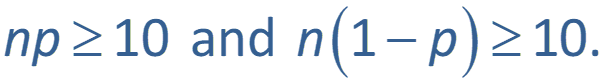 np ≥ 10 and n(1 − p) ≥ 10.